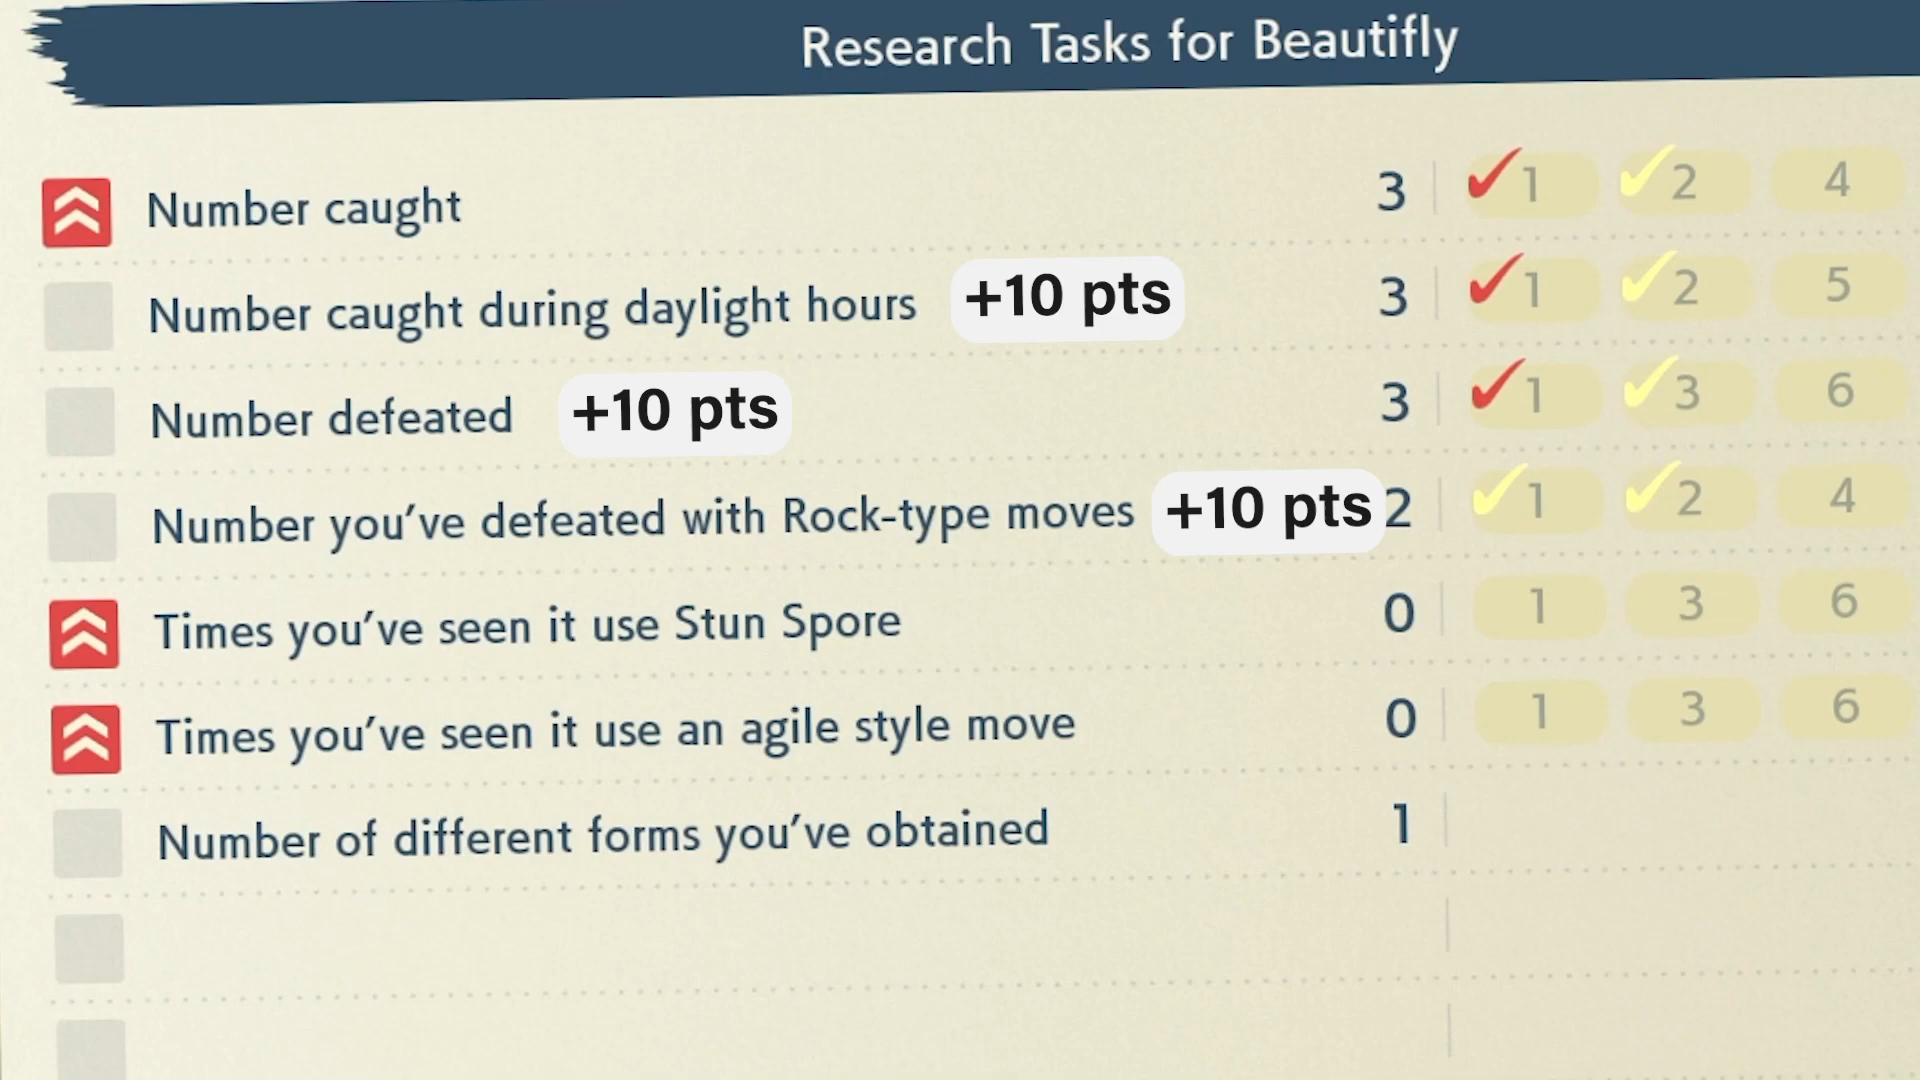 Research Tasks for Beautifly
Number caught 3 1 2 4
Number caught during daylight hours +10 pts 3 1 2 5
Number defeated +10 pts 3 1 3 6
Number you've defeated with Rock-type moves +10 pts 2 1 2 4
Times you've seen it use Stun Spore 0 1 3 6
Times you've seen it use an agile style move 0 1 3 6
Number of different forms you've obtained 1